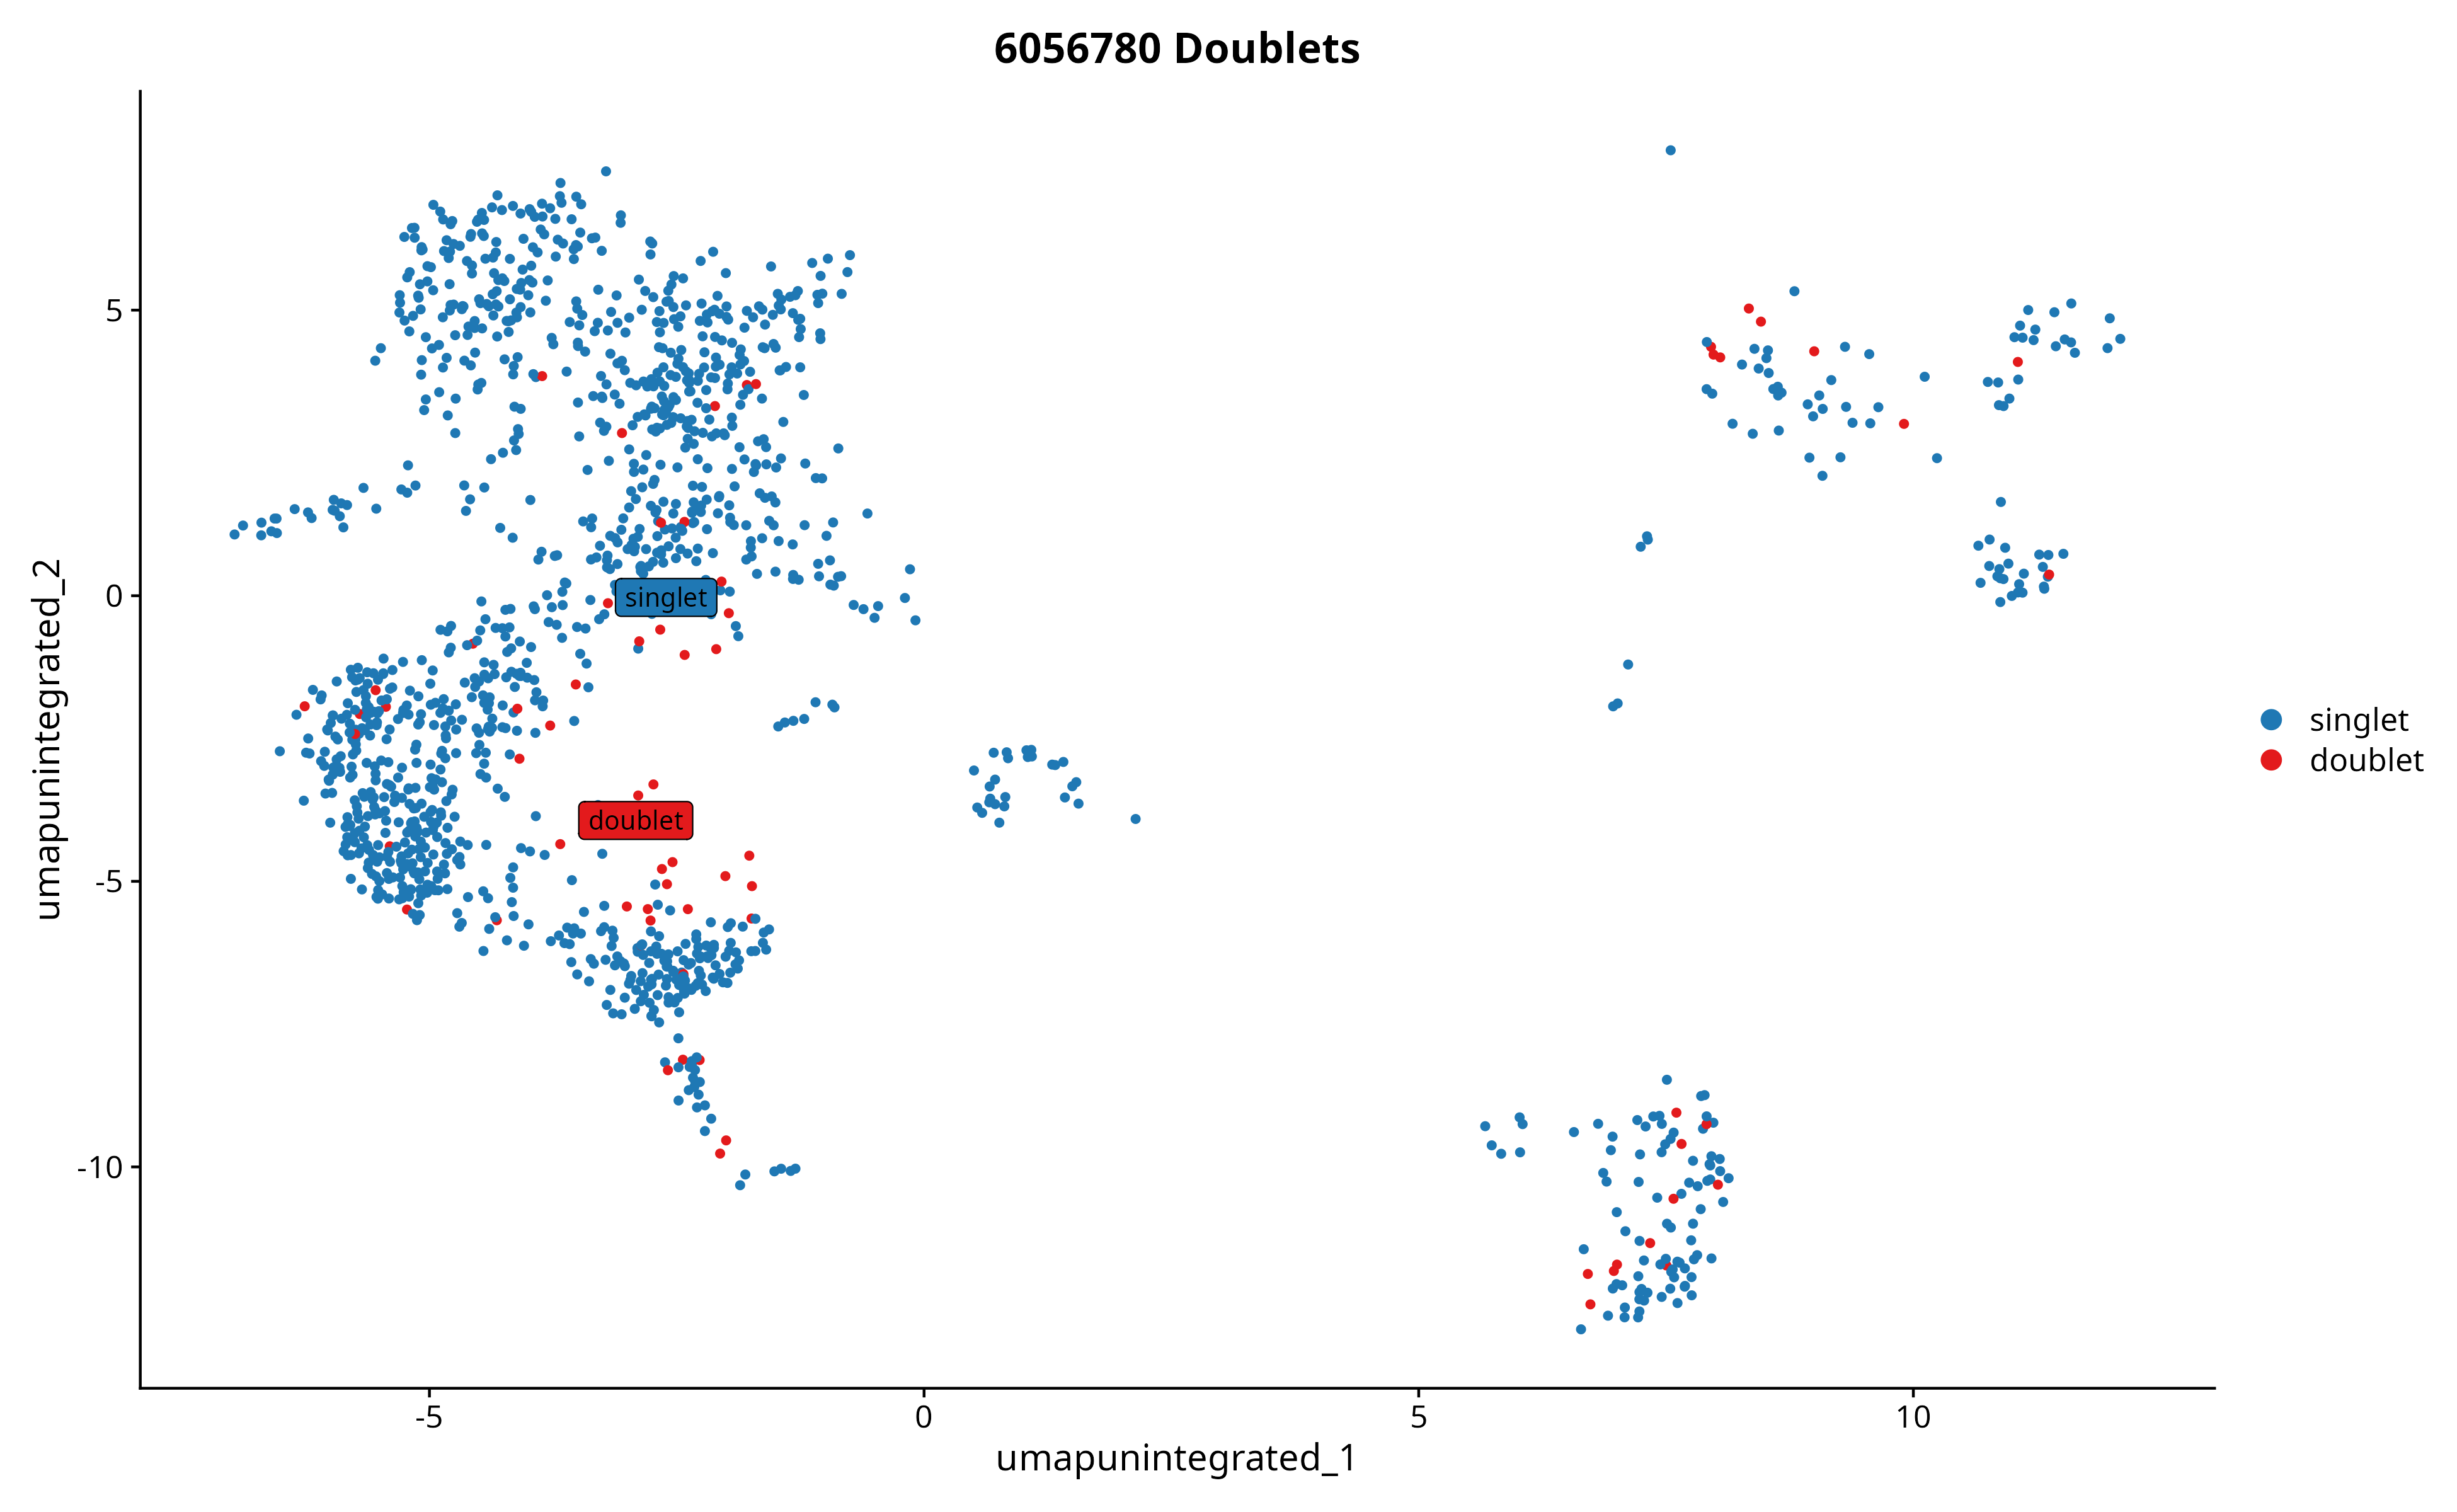 6056780 Doublets
umapunintegrated_2
5
0
-5
-10
singlet
doublet
-5
0
5
10
umapunintegrated_1
singlet
doublet